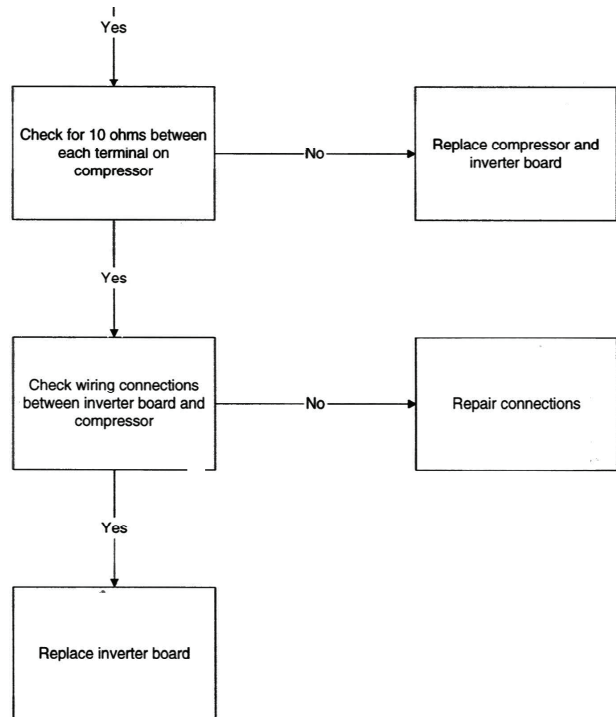 Yes
Check for 10 ohms between
each terminal on
compressor
No
Replace compressor and
inverter board
Yes
Check wiring connections
between inverter board and
compressor
No
Repair connections
Yes
Replace inverter board